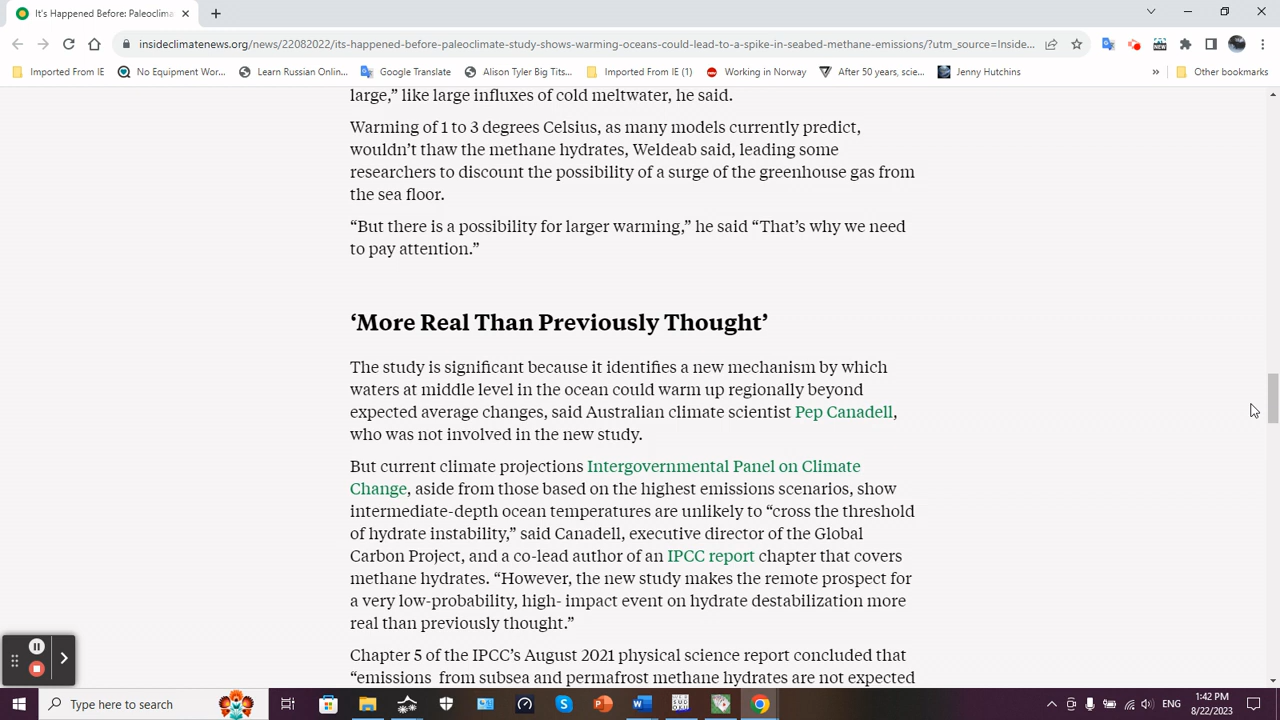 It's Happened Before: Paleoclima
insideclimatenews.org/news/22082022/its-happened-before-paleoclimate-study-shows-warming-oceans-could-lead-to-a-spike-in-seabed-methane-emissions/?utm_source=Inside...
Imported From IE
No Equipment Wor...
Learn Russian Onlin...
Google Translate
Alison Tyler Big Tits...
Imported From IE (1)
Working in Norway
After 50 years, scie...
Jenny Hutchins
»
Other bookmarks
large,” like large influxes of cold meltwater, he said.
Warming of 1 to 3 degrees Celsius, as many models currently predict,
wouldn’t thaw the methane hydrates, Weldeab said, leading some
researchers to discount the possibility of a surge of the greenhouse gas from
the sea floor.
“But there is a possibility for larger warming,” he said “That’s why we need
to pay attention.”
‘More Real Than Previously Thought’
The study is significant because it identifies a new mechanism by which
waters at middle level in the ocean could warm up regionally beyond
expected average changes, said Australian climate scientist Pep Canadell,
who was not involved in the new study.
But current climate projections Intergovernmental Panel on Climate
Change, aside from those based on the highest emissions scenarios, show
intermediate-depth ocean temperatures are unlikely to “cross the threshold
of hydrate instability,” said Canadell, executive director of the Global
Carbon Project, and a co-lead author of an IPCC report chapter that covers
methane hydrates. “However, the new study makes the remote prospect for
a very low-probability, high- impact event on hydrate destabilization more
real than previously thought.”
Chapter 5 of the IPCC’s August 2021 physical science report concluded that
“emissions from subsea and permafrost methane hydrates are not expected
Type here to search
ENG
1:42 PM
8/22/2023